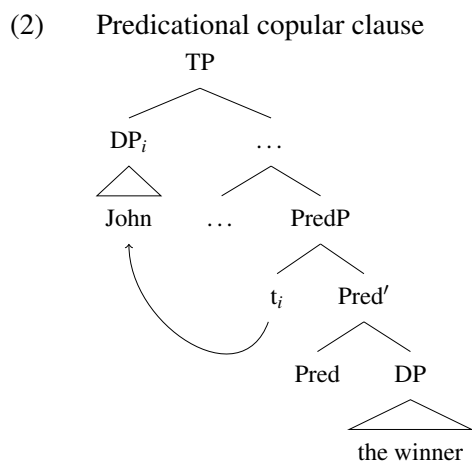 (2) Predicational copular clause
TP
DPᵢ …
John … PredP
tᵢ Pred′
Pred DP
the winner